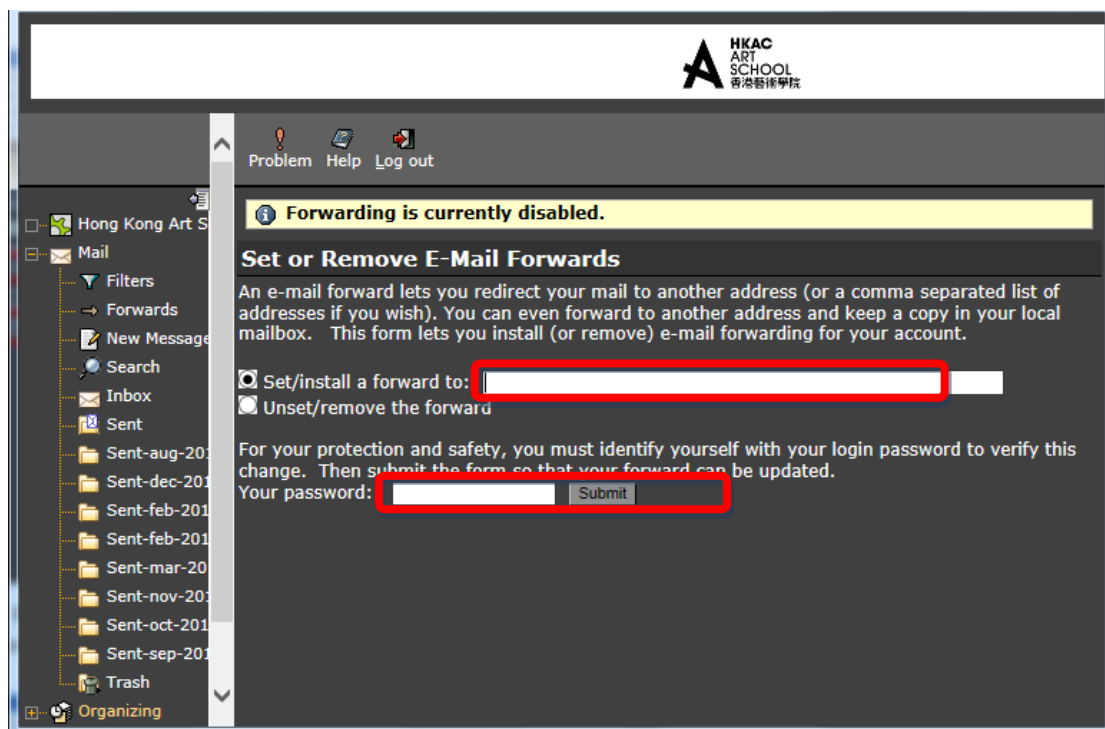 HKAC
ART
SCHOOL
香港藝術學院
Problem Help Log out
Hong Kong Art S
Mail
Filters
Forwards
New Message
Search
Inbox
Sent
Sent-aug-201
Sent-dec-201
Sent-feb-201
Sent-feb-201
Sent-mar-20
Sent-nov-201
Sent-oct-201
Sent-sep-201
Trash
Organizing
Forwarding is currently disabled.
Set or Remove E-Mail Forwards
An e-mail forward lets you redirect your mail to another address (or a comma separated list of
addresses if you wish). You can even forward to another address and keep a copy in your local
mailbox. This form lets you install (or remove) e-mail forwarding for your account.
Set/install a forward to:
Unset/remove the forward
For your protection and safety, you must identify yourself with your login password to verify this
change. Then submit the form so that your forward can be updated.
Your password: Submit